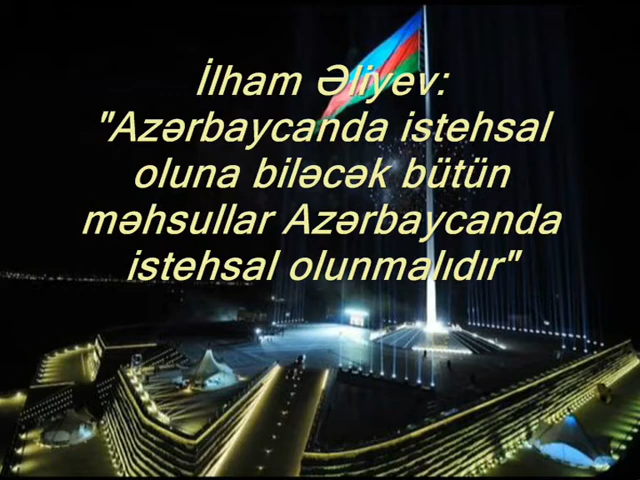 İlham Əliyev:
"Azərbaycanda istehsal
oluna biləcək bütün
məhsullar Azərbaycanda
istehsal olunmalıdır"